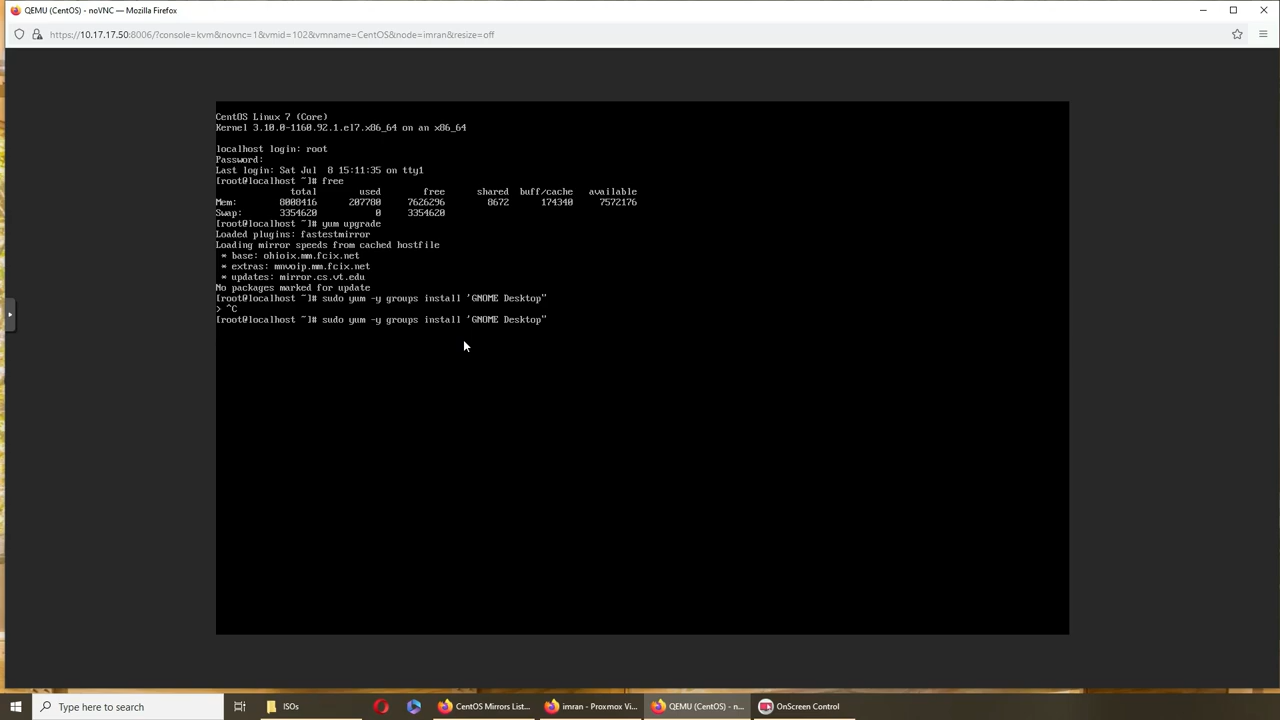 QEMU (CentOS) - noVNC — Mozilla Firefox
https://10.17.17.50:8006/?console=kvm&novnc=1&vmid=102&vmname=CentOS&node=imran&resize=off
CentOS Linux 7 (Core)
Kernel 3.10.0-1160.92.1.el7.x86_64 on an x86_64
localhost login: root
Password:
Last login: Sat Jul  8 15:11:35 on tty1
[root@localhost ~]# free
total used free shared buff/cache available
Mem: 8008416 207780 7626296 8672 174340 7572176
Swap: 3354620 0 3354620
[root@localhost ~]# yum upgrade
Loaded plugins: fastestmirror
Loading mirror speeds from cached hostfile
* base: ohioix.mm.fcix.net
* extras: mnvoip.mm.fcix.net
* updates: mirror.cs.vt.edu
No packages marked for update
[root@localhost ~]# sudo yum -y groups install 'GNOME Desktop"
> ^C
[root@localhost ~]# sudo yum -y groups install 'GNOME Desktop"
Type here to search
ISOs
CentOS Mirrors List...
imran - Proxmox Vi...
QEMU (CentOS) - n...
OnScreen Control